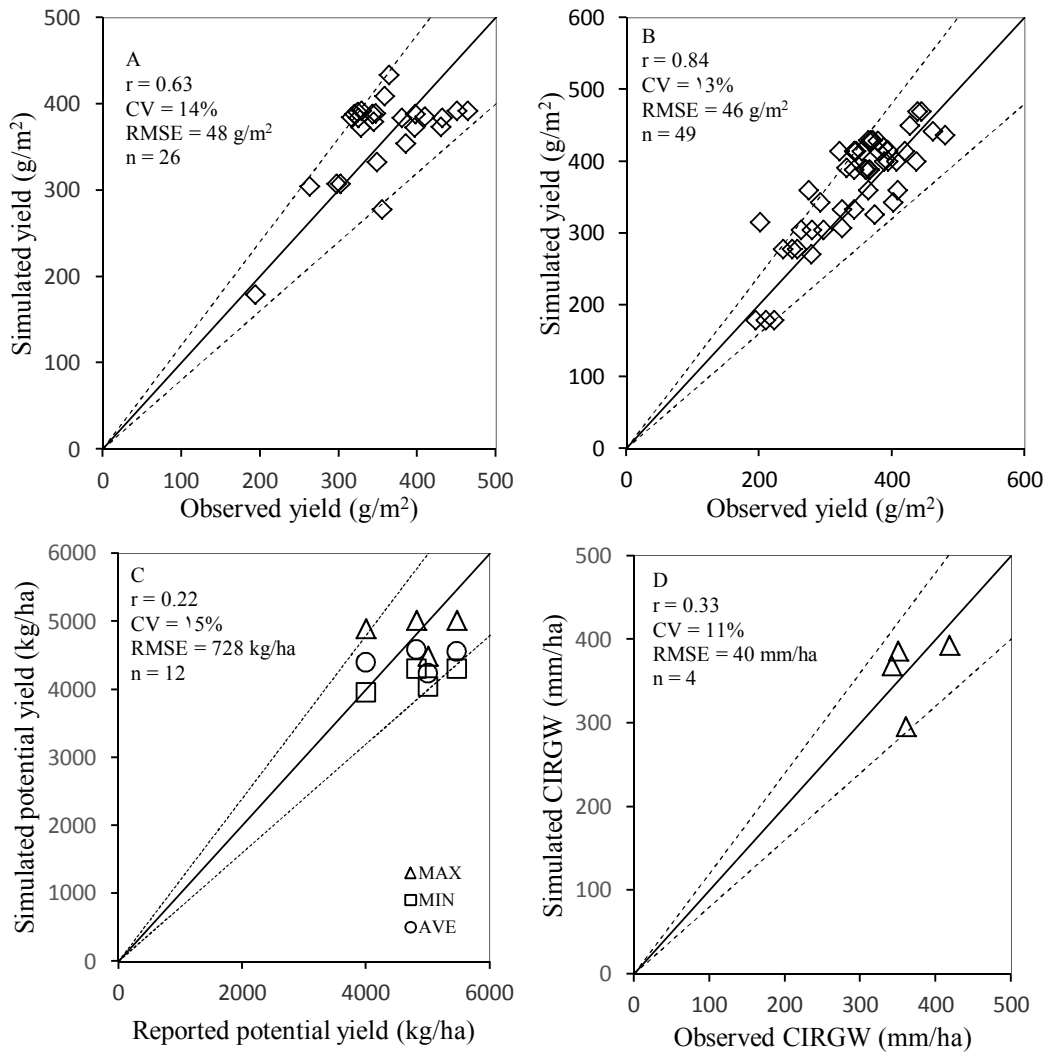 500
400
300
200
100
0
0
100
200
300
400
500
Simulated yield (g/m²)
Observed yield (g/m²)
A
r = 0.63
CV = 14%
RMSE = 48 g/m²
n = 26
600
500
400
300
200
100
0
0
200
400
600
Simulated yield (g/m²)
Observed yield (g/m²)
B
r = 0.84
CV = ۱3%
RMSE = 46 g/m²
n = 49
6000
5000
4000
3000
2000
1000
0
0
2000
4000
6000
Simulated potential yield (kg/ha)
Reported potential yield (kg/ha)
C
r = 0.22
CV = ۱5%
RMSE = 728 kg/ha
n = 12
MAX
MIN
AVE
500
400
300
200
100
0
0
100
200
300
400
500
Simulated CIRGW (mm/ha)
Observed CIRGW (mm/ha)
D
r = 0.33
CV = 11%
RMSE = 40 mm/ha
n = 4